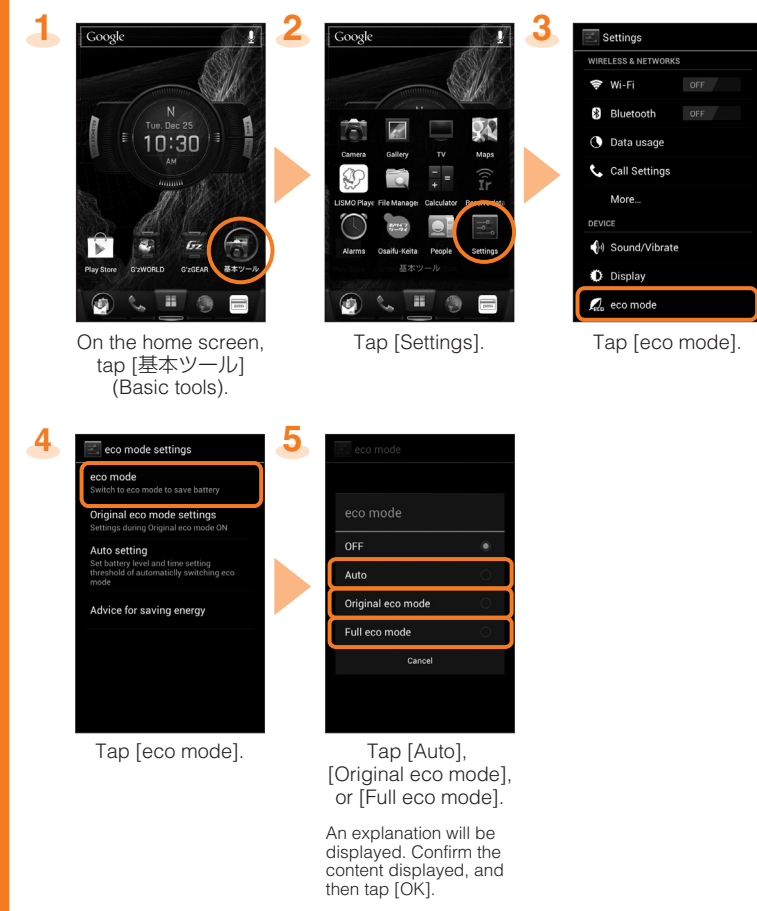 1
Google
N
Tue. Dec 25
10:30
AM
Play Store
G'zWORLD
G'zGEAR
基本ツール
On the home screen,
tap [基本ツール]
(Basic tools).
2
Google
N
Camera
Gallery
TV
Maps
LISMO Playe
File Manage
Calculator
Alarms
Osaifu-Keita
People
Settings
基本ツール
Tap [Settings].
3
Settings
WIRELESS & NETWORKS
Wi-Fi OFF
Bluetooth OFF
Data usage
Call Settings
More...
DEVICE
Sound/Vibrate
Display
eco mode
Tap [eco mode].
4
eco mode settings
eco mode
Switch to eco mode to save battery
Original eco mode settings
Settings during Original eco mode ON
Auto setting
Set battery level and time setting
threshold of automaticlly switching eco
mode
Advice for saving energy
Tap [eco mode].
5
eco mode
eco mode
OFF
Auto
Original eco mode
Full eco mode
Cancel
Tap [Auto],
[Original eco mode],
or [Full eco mode].
An explanation will be
displayed. Confirm the
content displayed, and
then tap [OK].